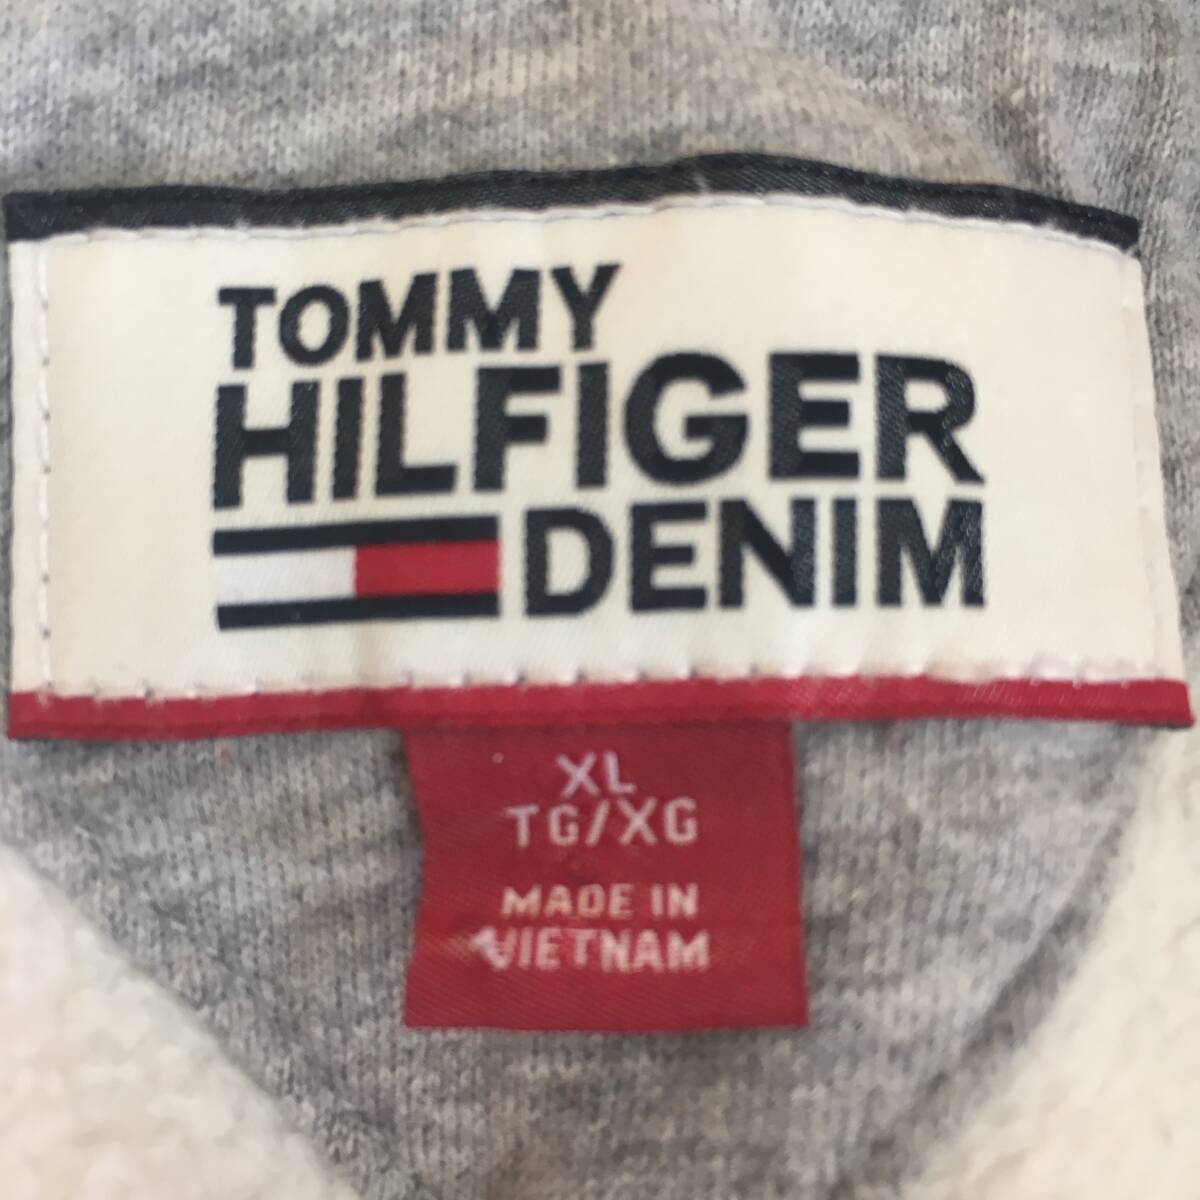 TOMMY
HILFIGER
DENIM
XL
TG/XG
MADE IN
VIETNAM